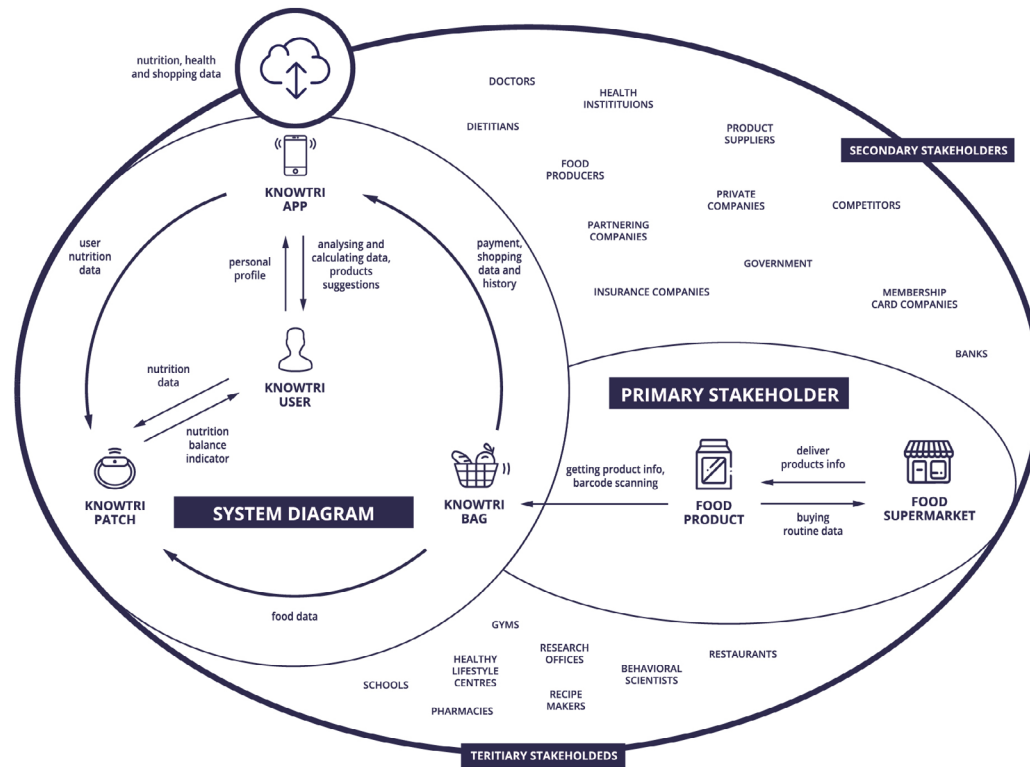 nutrition, health
and shopping data
DOCTORS
HEALTH
INSTITITUIONS
DIETITIANS
PRODUCT
SUPPLIERS
SECONDARY STAKEHOLDERS
FOOD
PRODUCERS
PRIVATE
COMPANIES
COMPETITORS
PARTNERING
COMPANIES
GOVERNMENT
INSURANCE COMPANIES
MEMBERSHIP
CARD COMPANIES
BANKS
KNOWTRI
APP
user
nutrition
data
personal
profile
analysing and
calculating data,
products
suggestions
payment,
shopping
data and
history
KNOWTRI
USER
nutrition
data
nutrition
balance
indicator
KNOWTRI
PATCH
SYSTEM DIAGRAM
KNOWTRI
BAG
food data
PRIMARY STAKEHOLDER
getting product info,
barcode scanning
FOOD
PRODUCT
deliver
products info
buying
routine data
FOOD
SUPERMARKET
GYMS
RESEARCH
OFFICES
RESTAURANTS
HEALTHY
LIFESTYLE
CENTRES
BEHAVIORAL
SCIENTISTS
SCHOOLS
RECIPE
MAKERS
PHARMACIES
TERITIARY STAKEHOLDEDS